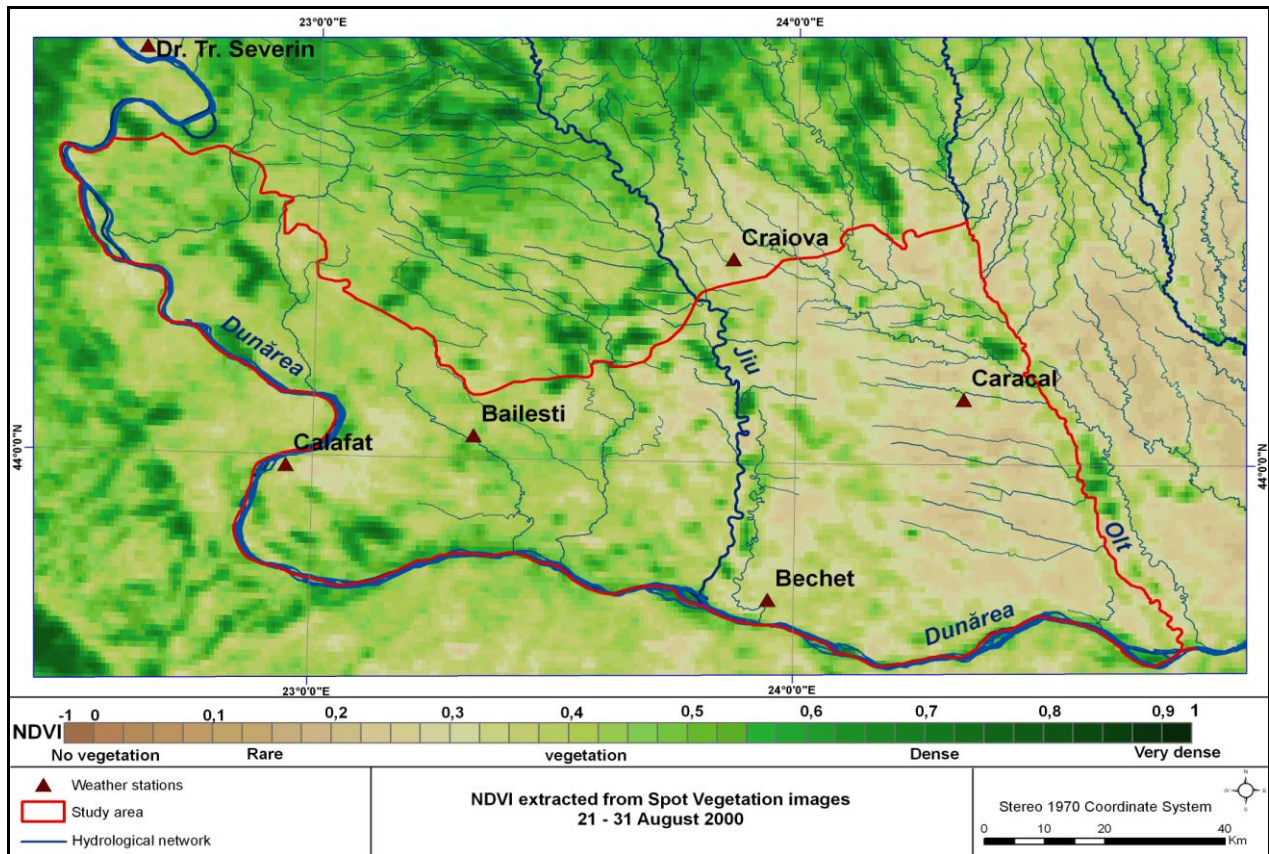 23°0'0"E 24°0'0"E
Dr. Tr. Severin
Craiova
Dunărea
Jiu
Caracal
Bailesti
44°0'0"N Calafat 44°0'0"N
Olt
Bechet
Dunărea
23°0'0"E 24°0'0"E
-1 0 0,1 0,2 0,3 0,4 0,5 0,6 0,7 0,8 0,9 1
NDVI
No vegetation Rare vegetation Dense Very dense
Weather stations
Study area
Hydrological network
NDVI extracted from Spot Vegetation images
21 - 31 August 2000
N
W E
S
Stereo 1970 Coordinate System
0 10 20 40
Km